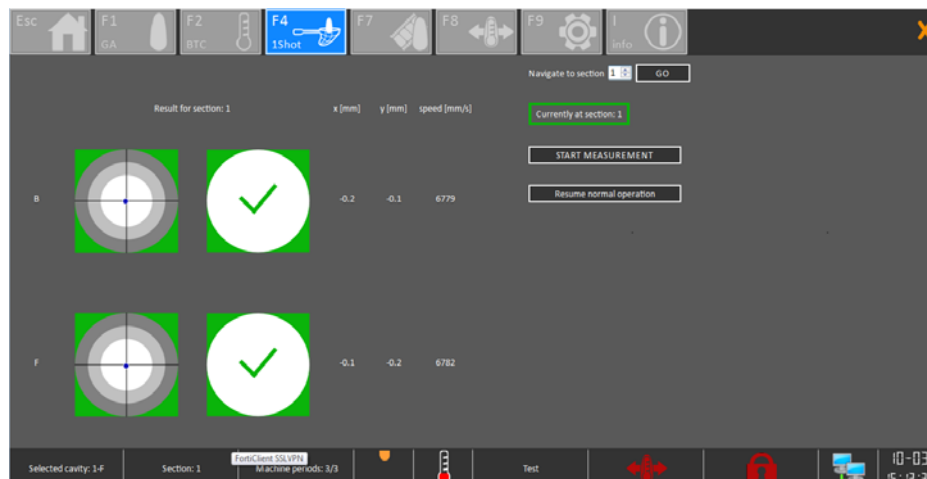 Esc F1 F2 F4 F7 F8 F9 I
GA BTC 1Shot info
Navigate to section 1 GO
Result for section: 1 x [mm] y [mm] speed [mm/s]
Currently at section: 1
START MEASUREMENT
Resume normal operation
B -0.2 -0.1 6779
F -0.1 -0.2 6782
FortiClient SSLVPN
Selected cavity: 1-F Section: 1 Machine periods: 3/3 Test 10-03